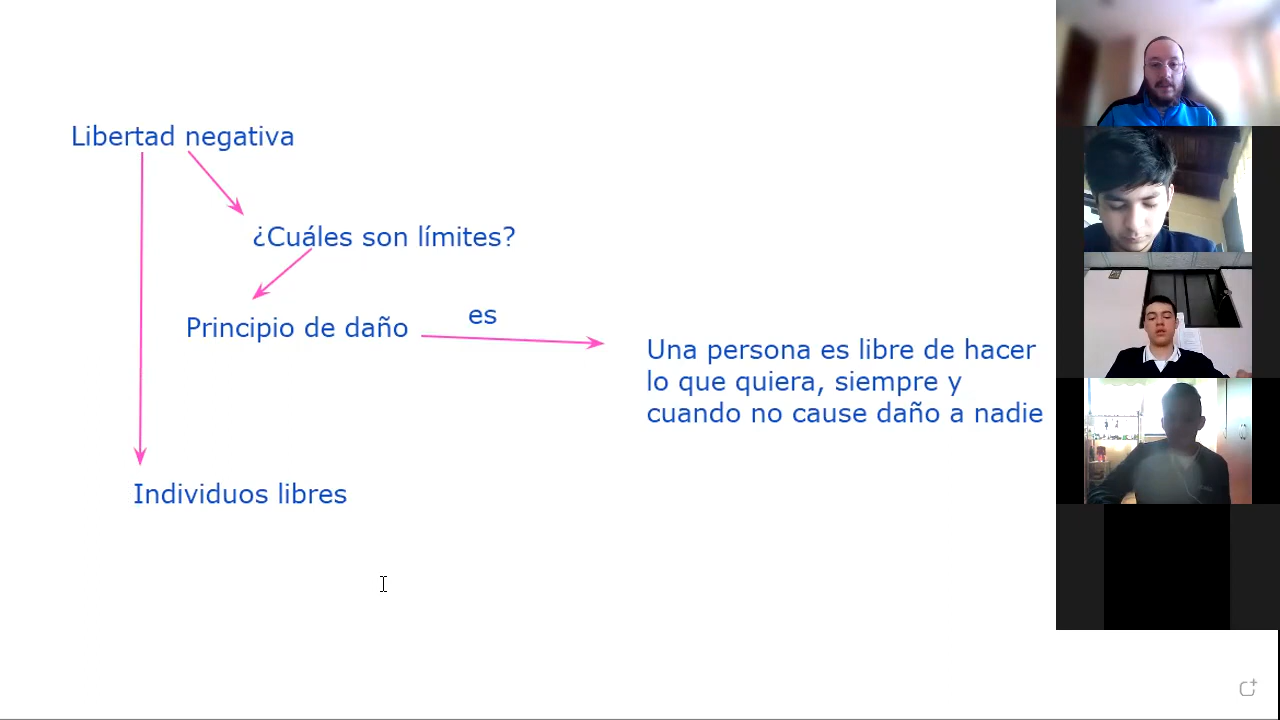 Libertad negativa
¿Cuáles son límites?
Principio de daño
es
Una persona es libre de hacer
lo que quiera, siempre y
cuando no cause daño a nadie
Individuos libres